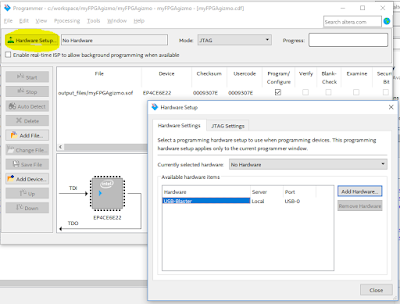 Programmer - c:/workspace/myFPGAgizmo/myFPGAgizmo - myFPGAgizmo - [myFPGAgizmo.cdf]
File Edit View Processing Tools Window Help
Search altera.com
Hardware Setup... No Hardware Mode: JTAG Progress:
Enable real-time ISP to allow background programming when available
Start
Stop
Auto Detect
Delete
Add File...
Change File...
Save File
Add Device...
Up
Down
File Device Checksum Usercode Program/Configure Verify Blank-Check Examine Security Bit
output_files/myFPGAgizmo.sof EP4CE6E22 0009307E 0009307E
TDI
intel
EP4CE6E22
TDO
Hardware Setup
Hardware Settings JTAG Settings
Select a programming hardware setup to use when programming devices. This programming
hardware setup applies only to the current programmer window.
Currently selected hardware: No Hardware
Available hardware items
Hardware Server Port
USB-Blaster Local USB-0
Add Hardware...
Remove Hardware
Close